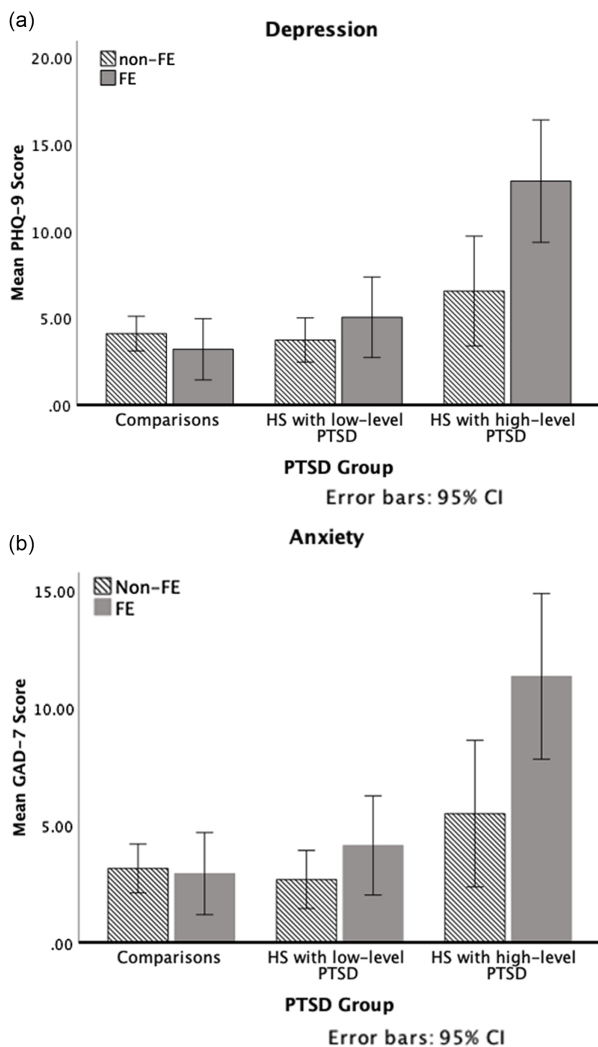 (a)
Depression
non-FE
FE
20.00
15.00
10.00
5.00
.00
Mean PHQ-9 Score
Comparisons
HS with low-level
PTSD
HS with high-level
PTSD
PTSD Group
Error bars: 95% CI
(b)
Anxiety
Non-FE
FE
15.00
10.00
5.00
.00
Mean GAD-7 Score
Comparisons
HS with low-level
PTSD
HS with high-level
PTSD
PTSD Group
Error bars: 95% CI